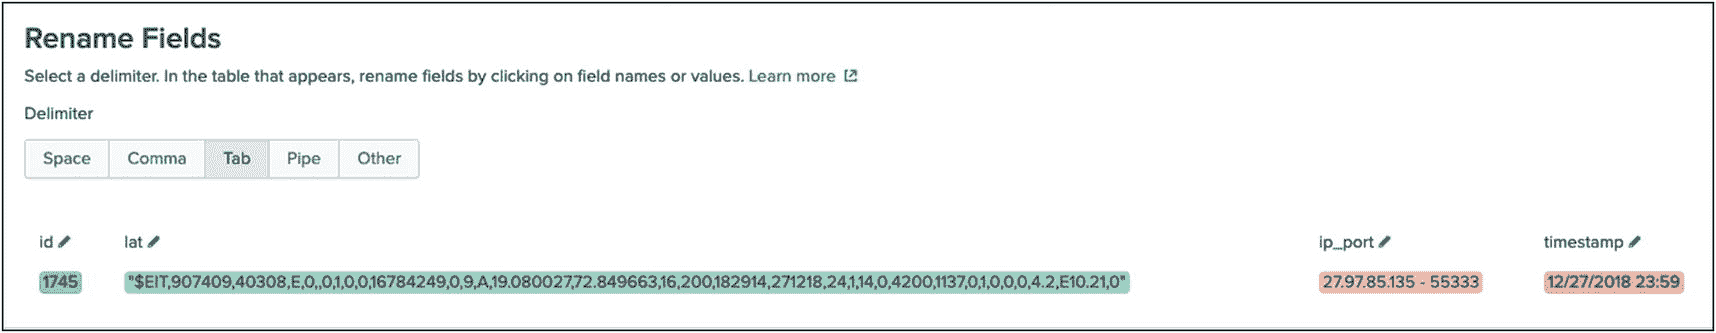 Rename Fields
Select a delimiter. In the table that appears, rename fields by clicking on field names or values. Learn more
Delimiter
Space Comma Tab Pipe Other
id lat ip_port timestamp
1745 "$EIT,907409,40308,E,0,,0,1,0,0,16784249,0,9,A,19.080027,72.849663,16,200,182914,271218,24,1,14,0,4200,1137,0,1,0,0,0,4.2,E10.21,0" 27.97.85.135 - 55333 12/27/2018 23:59